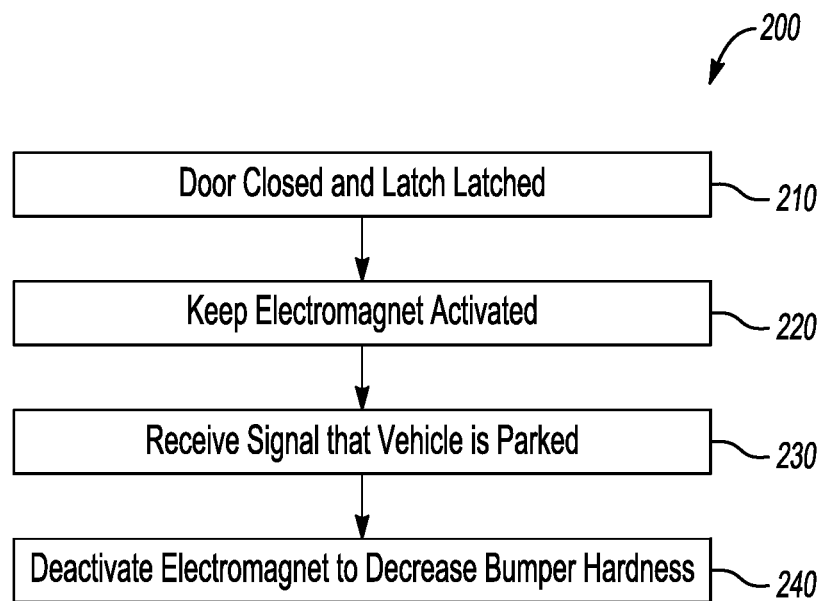 200
Door Closed and Latch Latched
210
Keep Electromagnet Activated
220
Receive Signal that Vehicle is Parked
230
Deactivate Electromagnet to Decrease Bumper Hardness
240